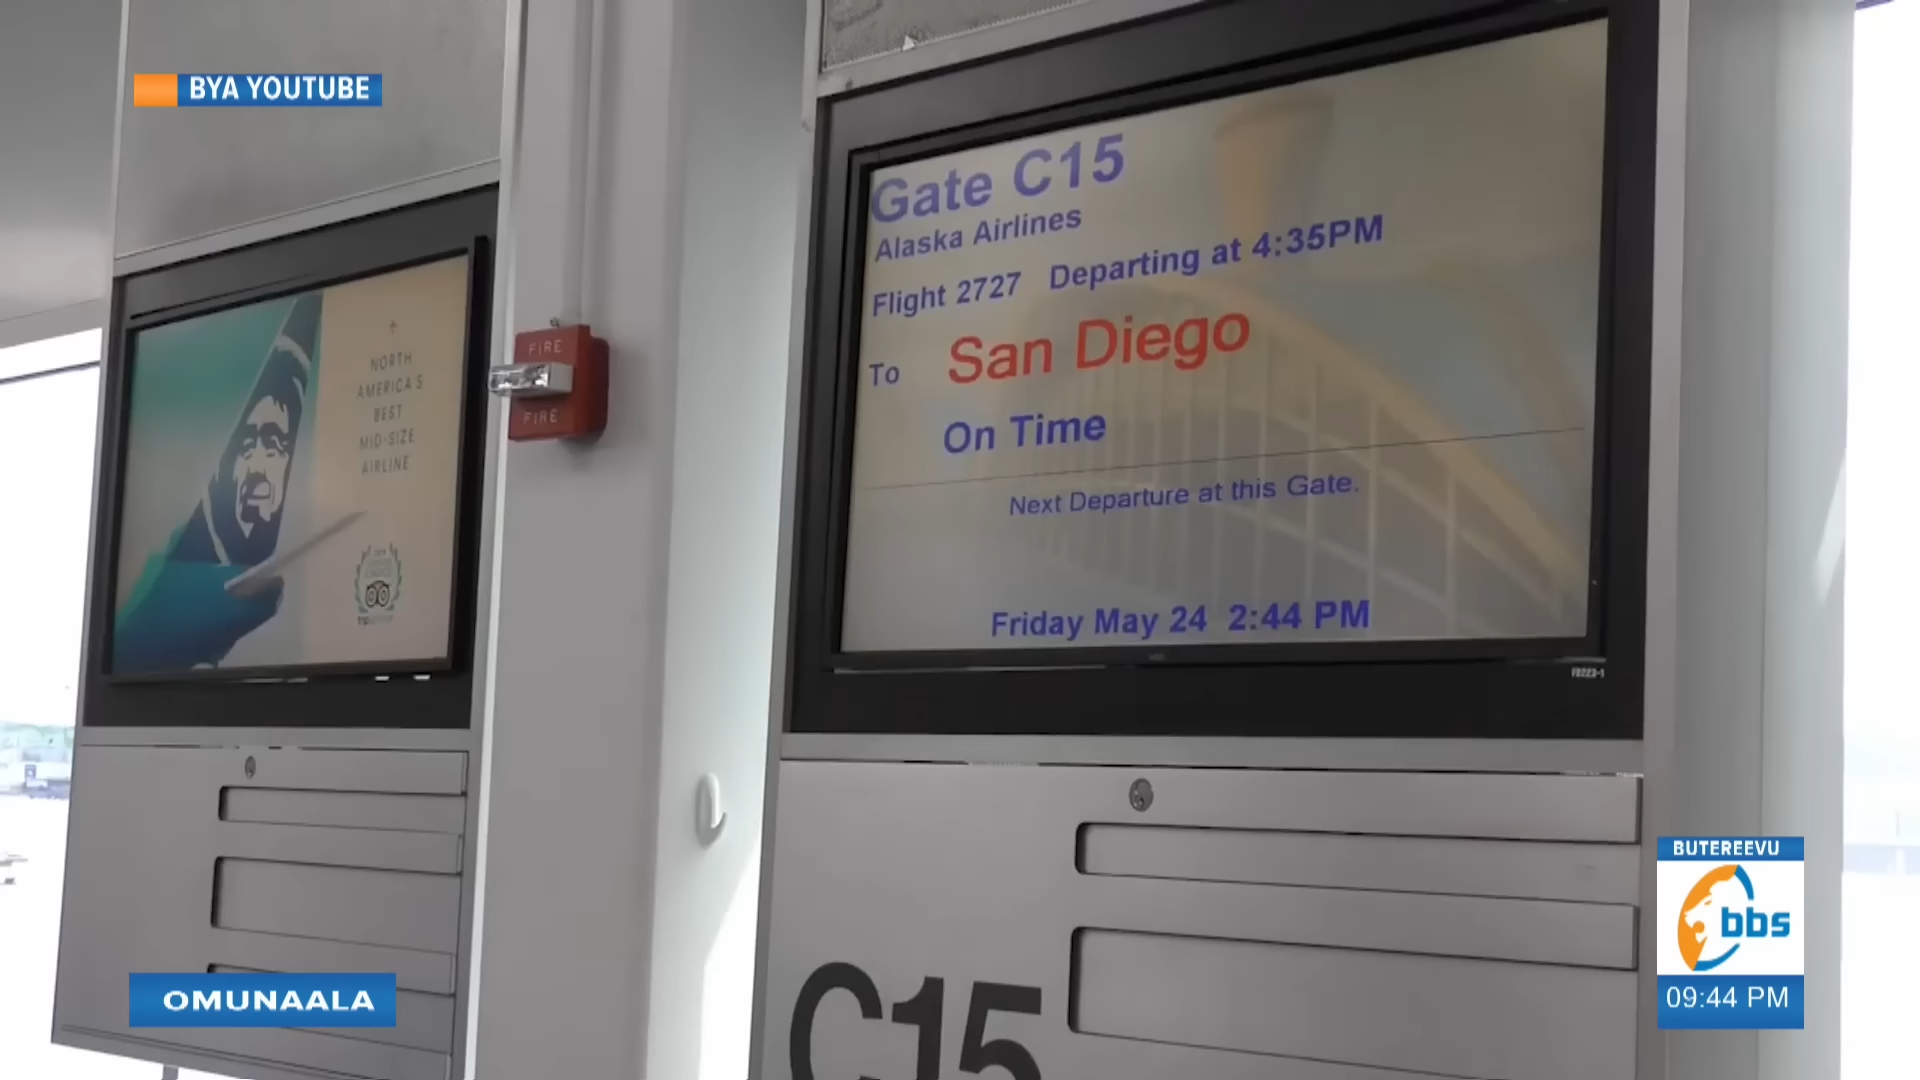 BYA YOUTUBE
NORTH
AMERICA'S
BEST
MID-SIZE
AIRLINE
FIRE
FIRE
Gate C15
Alaska Airlines
Flight 2727 Departing at 4:35PM
To San Diego
On Time
Next Departure at this Gate.
Friday May 24 2:44 PM
C15
BUTEREEVU
bbs
09:44 PM
OMUNAALA